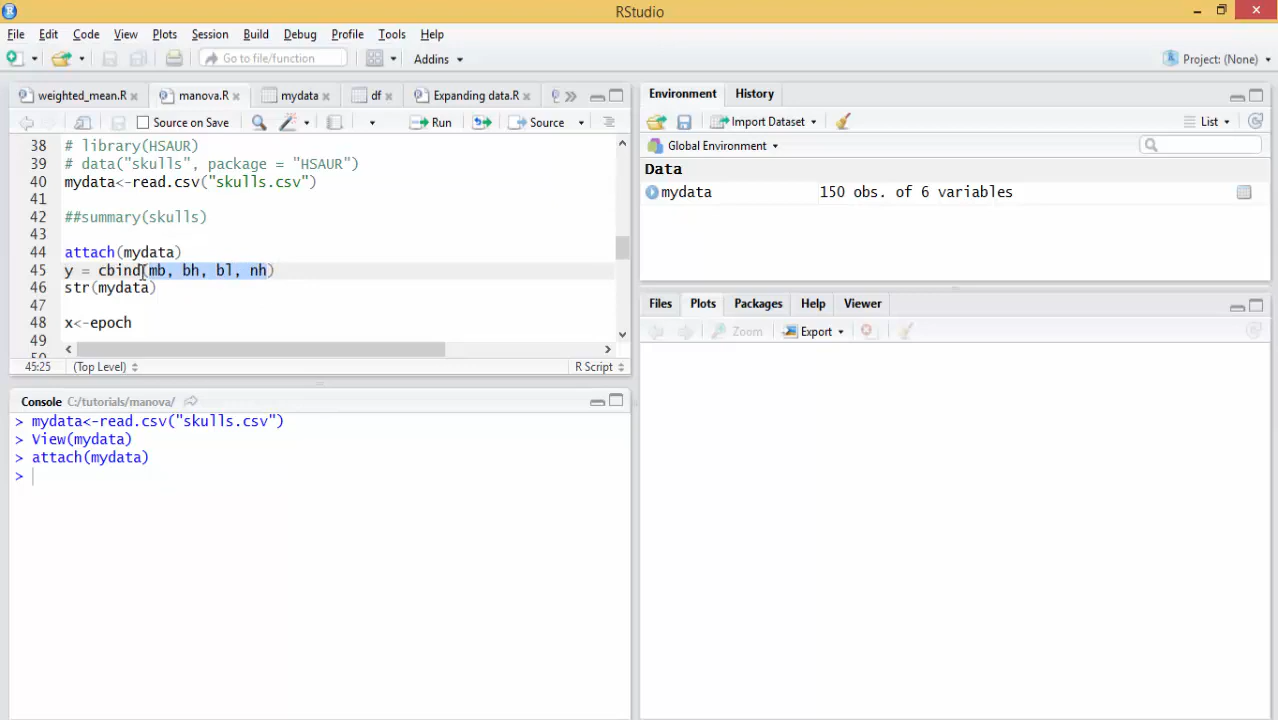 RStudio
File Edit Code View Plots Session Build Debug Profile Tools Help
Go to file/function Addins Project: (None)
weighted_mean.R manova.R mydata df Expanding data.R
Source on Save Run Source
38 # library(HSAUR)
39 # data("skulls", package = "HSAUR")
40 mydata<-read.csv("skulls.csv")
41
42 ##summary(skulls)
43
44 attach(mydata)
45 y = cbind(mb, bh, bl, nh)
46 str(mydata)
47
48 x<-epoch
49
45:25 (Top Level) R Script
Console C:/tutorials/manova/
> mydata<-read.csv("skulls.csv")
> View(mydata)
> attach(mydata)
>
Environment History
Import Dataset List
Global Environment
Data
mydata 150 obs. of 6 variables
Files Plots Packages Help Viewer
Zoom Export